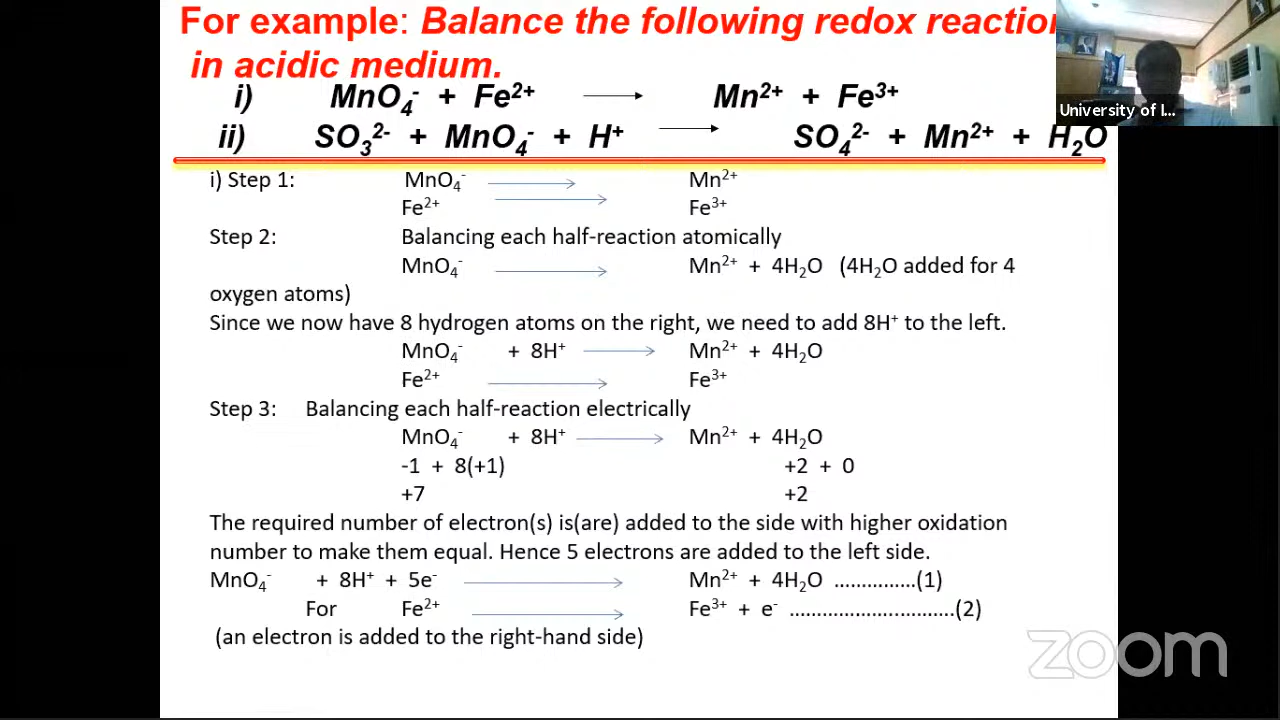 For example: Balance the following redox reaction
in acidic medium.
i) MnO₄⁻ + Fe²⁺ → Mn²⁺ + Fe³⁺
ii) SO₃²⁻ + MnO₄⁻ + H⁺ → SO₄²⁻ + Mn²⁺ + H₂O
University of I...
i) Step 1: MnO₄⁻ → Mn²⁺
Fe²⁺ → Fe³⁺
Step 2: Balancing each half-reaction atomically
MnO₄⁻ → Mn²⁺ + 4H₂O (4H₂O added for 4
oxygen atoms)
Since we now have 8 hydrogen atoms on the right, we need to add 8H⁺ to the left.
MnO₄⁻ + 8H⁺ → Mn²⁺ + 4H₂O
Fe²⁺ → Fe³⁺
Step 3: Balancing each half-reaction electrically
MnO₄⁻ + 8H⁺ → Mn²⁺ + 4H₂O
-1 + 8(+1) +2 + 0
+7 +2
The required number of electron(s) is(are) added to the side with higher oxidation
number to make them equal. Hence 5 electrons are added to the left side.
MnO₄⁻ + 8H⁺ + 5e⁻ → Mn²⁺ + 4H₂O ...............(1)
For Fe²⁺ → Fe³⁺ + e⁻ ..............................(2)
(an electron is added to the right-hand side)
zoom